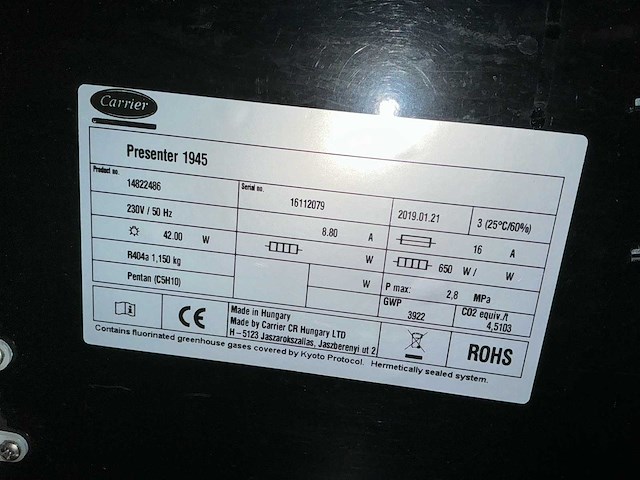 Carrier
Presenter 1945
Product no.
14822486
Serial no.
16112079
2019.01.21
3 (25°C/60%)
230V / 50 Hz
8.80 A
16 A
42.00 W
W
650 W / W
R404a 1,150 kg
W
P max: 2,8 MPa
Pentan (C5H10)
GWP
3922
CO2 equiv./t
4,5103
i
CE
Made in Hungary
Made by Carrier CR Hungary LTD
H - 5123 Jaszarokszallas, Jaszberenyi ut 2
ROHS
Contains fluorinated greenhouse gases covered by Kyoto Protocol. Hermetically sealed system.